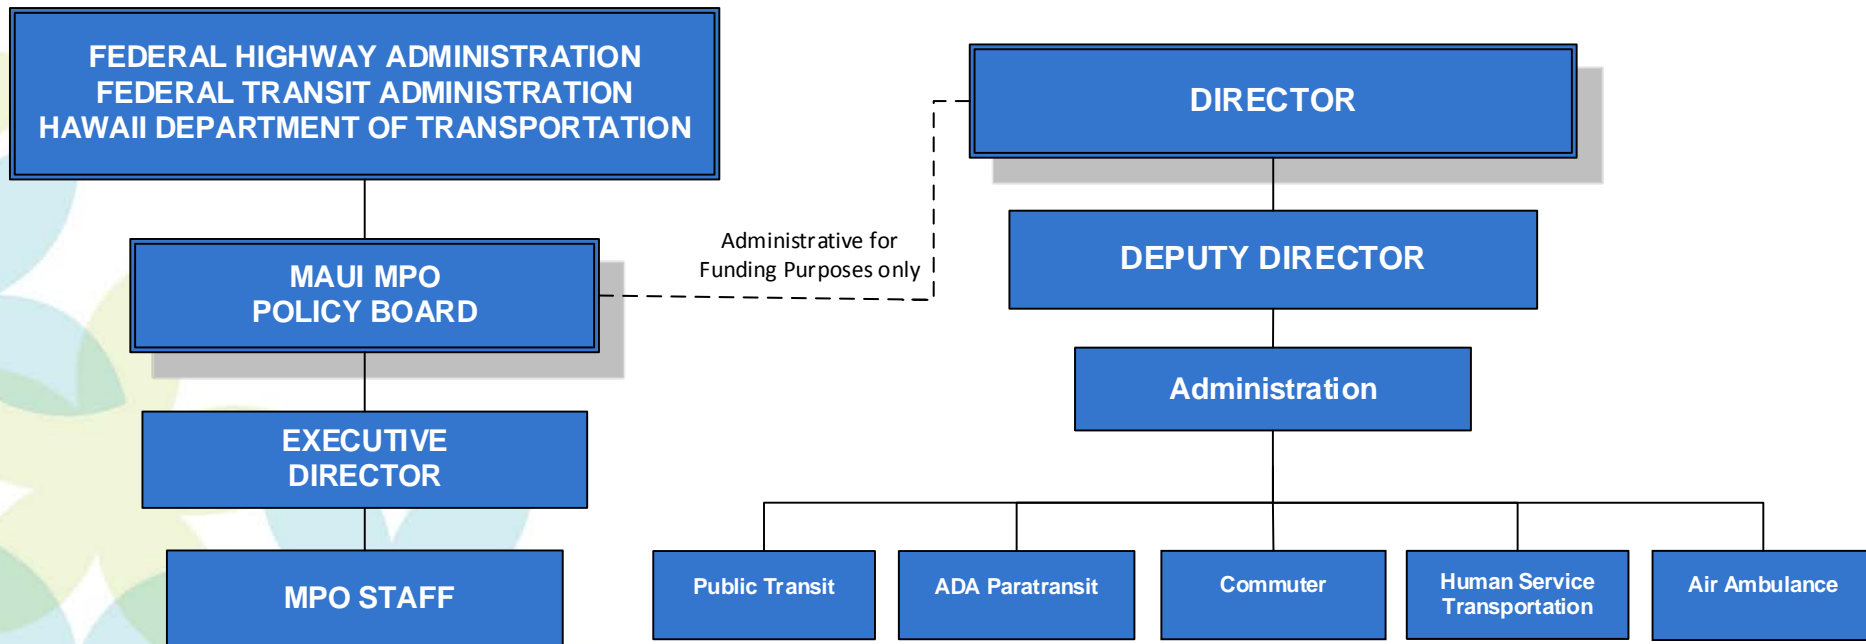 FEDERAL HIGHWAY ADMINISTRATION
FEDERAL TRANSIT ADMINISTRATION
HAWAII DEPARTMENT OF TRANSPORTATION
MAUI MPO
POLICY BOARD
EXECUTIVE
DIRECTOR
MPO STAFF
Administrative for
Funding Purposes only
DIRECTOR
DEPUTY DIRECTOR
Administration
Public Transit
ADA Paratransit
Commuter
Human Service
Transportation
Air Ambulance